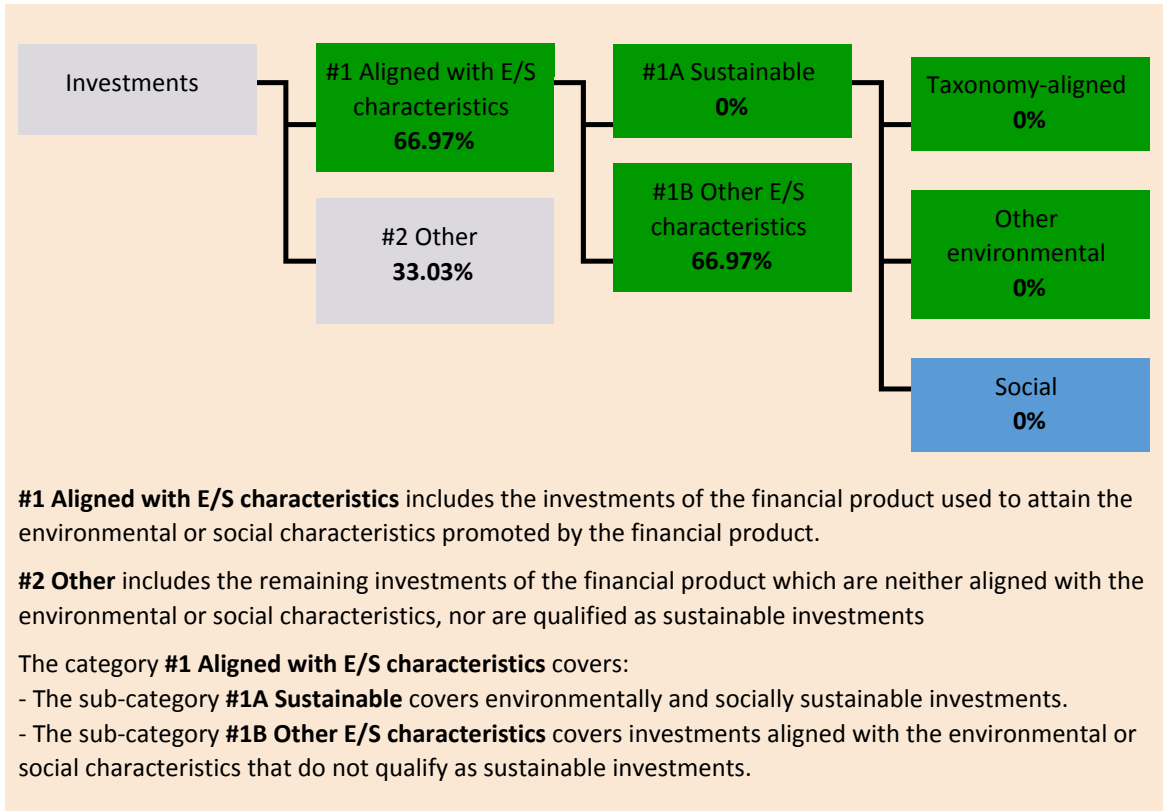 Investments
#1 Aligned with E/S
characteristics
66.97%
#2 Other
33.03%
#1A Sustainable
0%
#1B Other E/S
characteristics
66.97%
Taxonomy-aligned
0%
Other
environmental
0%
Social
0%
#1 Aligned with E/S characteristics includes the investments of the financial product used to attain the
environmental or social characteristics promoted by the financial product.
#2 Other includes the remaining investments of the financial product which are neither aligned with the
environmental or social characteristics, nor are qualified as sustainable investments
The category #1 Aligned with E/S characteristics covers:
- The sub-category #1A Sustainable covers environmentally and socially sustainable investments.
- The sub-category #1B Other E/S characteristics covers investments aligned with the environmental or
social characteristics that do not qualify as sustainable investments.